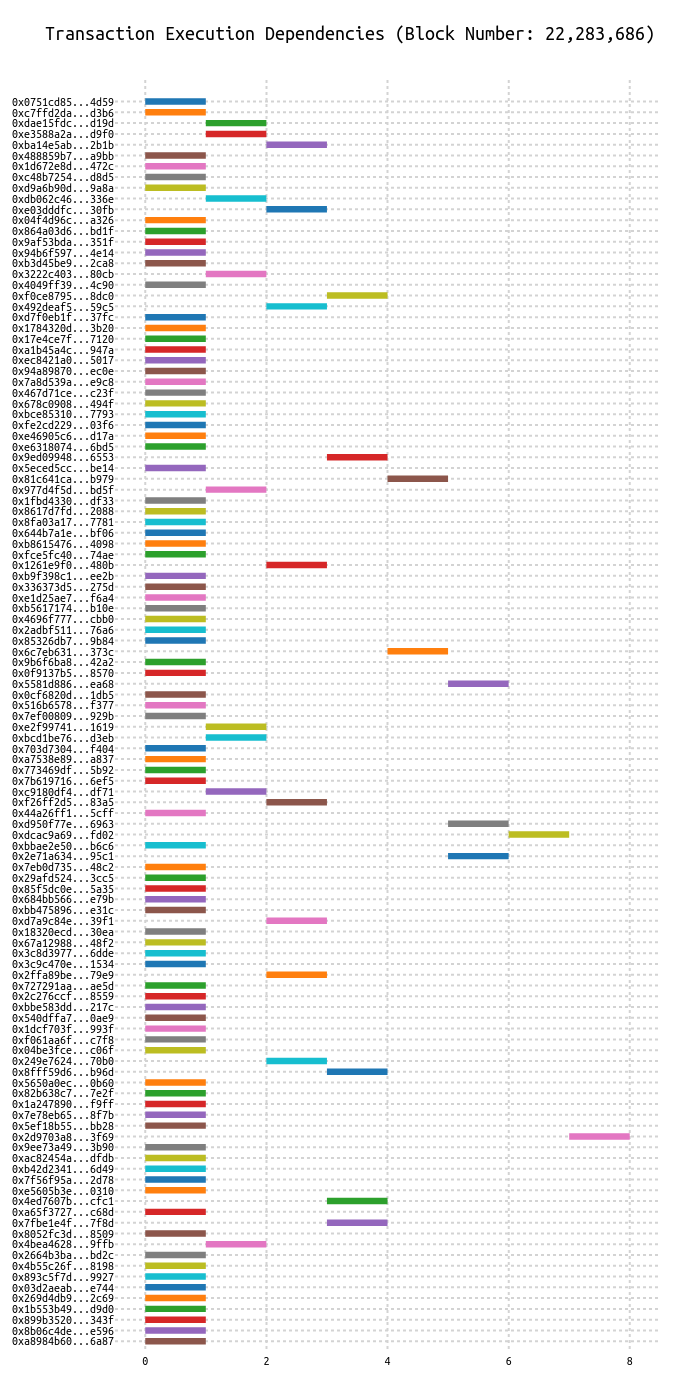 Transaction Execution Dependencies (Block Number: 22,283,686)
0x0751cd85...4d59
0xc7ffd2da...d3b6
0xdae15fdc...d19d
0xe3588a2a...d9f0
0xba14e5ab...2b1b
0x488859b7...a9bb
0x1d672e8d...472c
0xc48b7254...d8d5
0xd9a6b90d...9a8a
0xdb062c46...336e
0xe03dddfc...30fb
0x04f4d96c...a326
0x864a03d6...bd1f
0x9af53bda...351f
0x94b6f597...4e14
0xb3d45be9...2ca8
0x3222c403...80cb
0x4049ff39...4c90
0xf0ce8795...8dc0
0x492deaf5...59c5
0xd7f0eb1f...37fc
0x1784320d...3b20
0x17e4ce7f...7120
0xa1b45a4c...947a
0xec8421a0...5017
0x94a89870...ec0e
0x7a8d539a...e9c8
0x467d71ce...c23f
0x678c0908...494f
0xbce85310...7793
0xfe2cd229...03f6
0xe46905c6...d17a
0xe6318074...6bd5
0x9ed09948...6553
0x5eced5cc...be14
0x81c641ca...b979
0x977d4f5d...bd5f
0x1fbd4330...df33
0x8617d7fd...2088
0x8fa03a17...7781
0x644b7a1e...bf06
0xb8615476...4098
0xfce5fc40...74ae
0x1261e9f0...480b
0xb9f398c1...ee2b
0x336373d5...275d
0xe1d25ae7...f6a4
0xb5617174...b10e
0x4696f777...cbb0
0x2adbf511...76a6
0x85326db7...9b84
0x6c7eb631...373c
0x9b6f6ba8...42a2
0x0f9137b5...8570
0x5581d886...ea68
0x0cf6820d...1db5
0x516b6578...f377
0x7ef00809...929b
0xe2f99741...1619
0xbcd1be76...d3eb
0x703d7304...f404
0xa7538e89...a837
0x773469df...5b92
0x7b619716...6ef5
0xc9180df4...df71
0xf26ff2d5...83a5
0x44a26ff1...5cff
0xd950f77e...6963
0xdcac9a69...fd02
0xbbae2e50...b6c6
0x2e71a634...95c1
0x7eb0d735...48c2
0x29afd524...3cc5
0x85f5dc0e...5a35
0x684bb566...e79b
0xbb475896...e31c
0xd7a9c84e...39f1
0x18320ecd...30ea
0x67a12988...48f2
0x3c8d3977...6dde
0x3c9c470e...1534
0x2ffa89be...79e9
0x727291aa...ae5d
0x2c276ccf...8559
0xbbe583dd...217c
0x540dffa7...0ae9
0x1dcf703f...993f
0xf061aa6f...c7f8
0x04be3fce...c06f
0x249e7624...70b0
0x8fff59d6...b96d
0x5650a0ec...0b60
0x82b638c7...7e2f
0x1a247890...f9ff
0x7e78eb65...8f7b
0x5ef18b55...bb28
0x2d9703a8...3f69
0x9ee73a49...3b90
0xac82454a...dfdb
0xb42d2341...6d49
0x7f56f95a...2d78
0xe5605b3e...0310
0x4ed7607b...cfc1
0xa65f3727...c68d
0x7fbe1e4f...7f8d
0x8052fc3d...8509
0x4bea4628...9ffb
0x2664b3ba...bd2c
0x4b55c26f...8198
0x893c5f7d...9927
0x03d2aeab...e744
0x269d4db9...2c69
0x1b553b49...d9d0
0x899b3520...343f
0x8b06c4de...e596
0xa8984b60...6a87
0 2 4 6 8